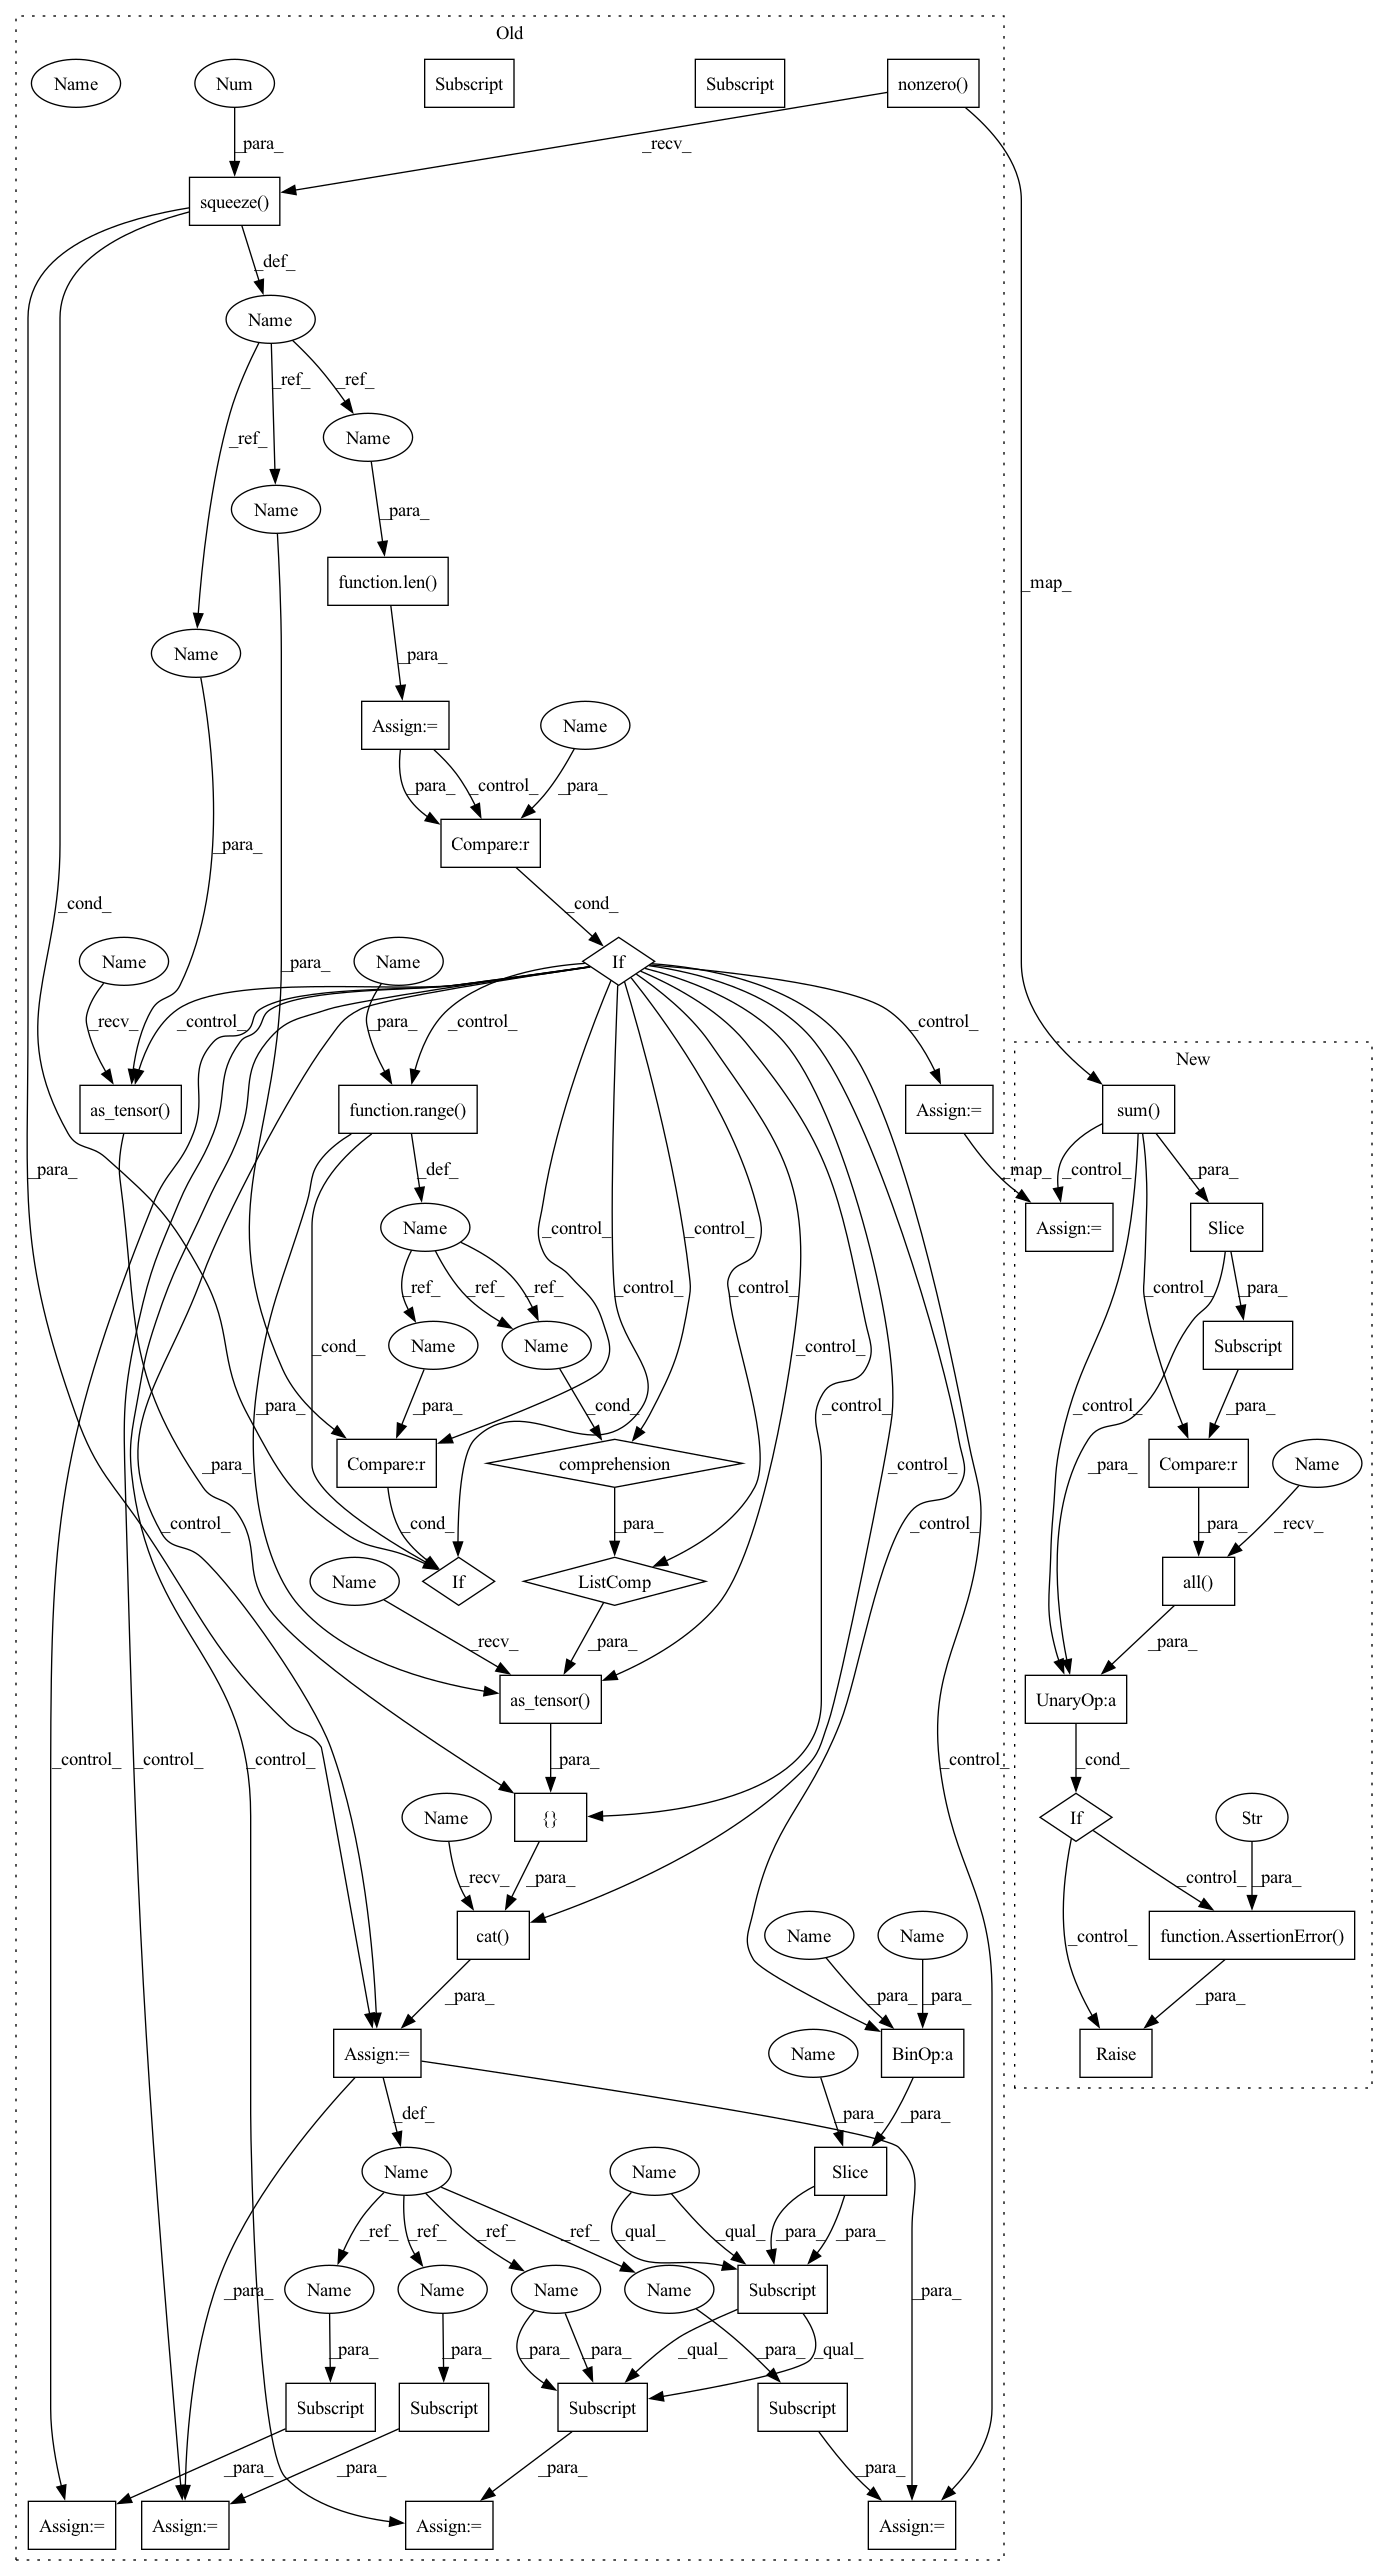 Old
Name
Num
Subscript
Subscript
nonzero()
_para_
_recv_
squeeze()
_def_
Name
_ref_
_ref_
_ref_
Name
Name
_para_
function.len()
_map_
Name
_para_
Assign:=
Name
_para_
_control_
_para_
_para_
Compare:r
_cond_
_cond_
Name
_para_
Name
If
_recv_
_control_
_para_
_control_
_control_
New
as_tensor()
function.range()
Assign:=
sum()
_para_
_def_
_map_
_control_
_para_
Name
_control_
_control_
Assign:=
Slice
_ref_
_ref_
_ref_
_control_
_control_
_control_
_para_
Name
Name
Subscript
_cond_
_control_
_para_
_para_
_cond_
_control_
_control_
_para_
_para_
Compare:r
comprehension
Compare:r
Name
_para_
_control_
_cond_
_para_
_control_
_control_
_para_
_recv_
Name
If
ListComp
all()
_recv_
_para_
_para_
as_tensor()
UnaryOp:a
_control_
_control_
_control_
_para_
_control_
_cond_
Name
{}
If
Str
_recv_
_para_
_control_
_para_
cat()
Name
Name
function.AssertionError()
_control_
_para_
_para_
_para_
_para_
Assign:=
Name
BinOp:a
Raise
_def_
_para_
_para_
Name
Name
Slice
_ref_
_ref_
_ref_
_ref_
_qual_
_qual_
_para_
_para_
_para_
_para_
Name
Name
Name
Name
Subscript
_para_
_para_
_para_
_para_
_qual_
_para_
_qual_
Subscript
Subscript
Subscript
Subscript
_para_
_para_
_para_
_para_
Assign:=
Assign:=
Assign:=
Assign:=